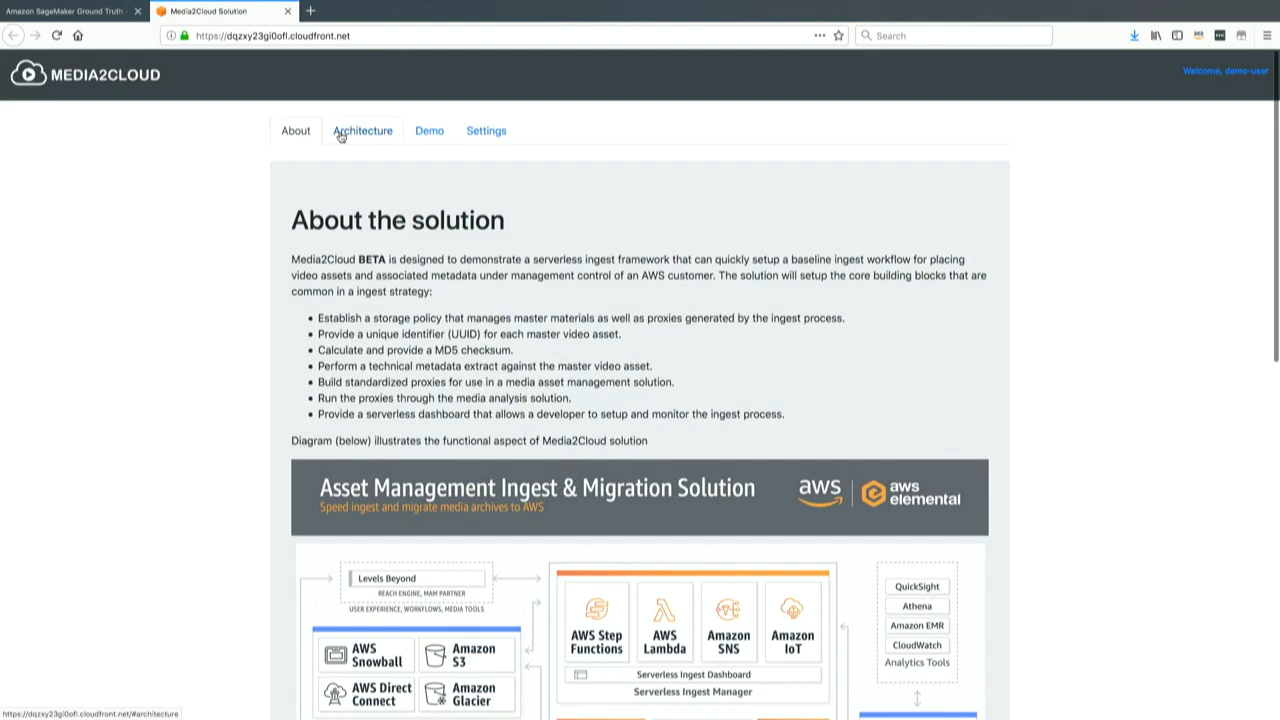 Amazon SageMaker Ground Truth
Media2Cloud Solution
https://dqzxy23gi0ofl.cloudfront.net
Search
MEDIA2CLOUD
Welcome, demo-user
About Architecture Demo Settings
About the solution
Media2Cloud BETA is designed to demonstrate a serverless ingest framework that can quickly setup a baseline ingest workflow for placing
video assets and associated metadata under management control of an AWS customer. The solution will setup the core building blocks that are
common in a ingest strategy:
• Establish a storage policy that manages master materials as well as proxies generated by the ingest process.
• Provide a unique identifier (UUID) for each master video asset.
• Calculate and provide a MD5 checksum.
• Perform a technical metadata extract against the master video asset.
• Build standardized proxies for use in a media asset management solution.
• Run the proxies through the media analysis solution.
• Provide a serverless dashboard that allows a developer to setup and monitor the ingest process.
Diagram (below) illustrates the functional aspect of Media2Cloud solution
Asset Management Ingest & Migration Solution
Speed ingest and migrate media archives to AWS
aws
aws
elemental
Levels Beyond
REACH ENGINE, MAM PARTNER
USER EXPERIENCE, WORKFLOWS, MEDIA TOOLS
AWS
Snowball
Amazon
S3
AWS Direct
Connect
Amazon
Glacier
AWS Step
Functions
AWS
Lambda
Amazon
SNS
Amazon
IoT
Serverless Ingest Dashboard
Serverless Ingest Manager
QuickSight
Athena
Amazon EMR
CloudWatch
Analytics Tools
https://dqzxy23gi0ofl.cloudfront.net/#architecture